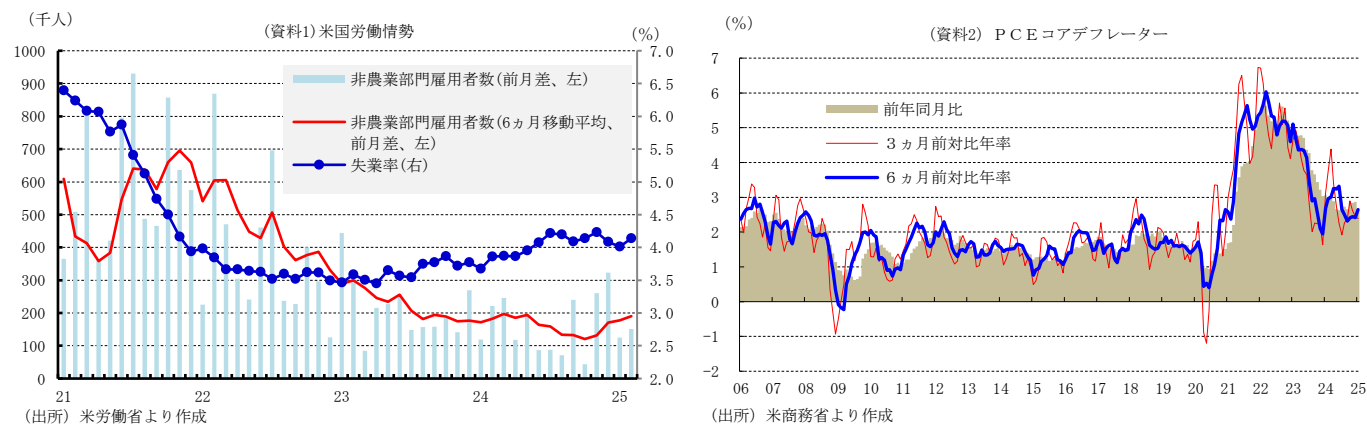 (資料1)米国労働情勢
(千人)
(%)
1000
900
800
700
600
500
400
300
200
100
0
7.0
6.5
6.0
5.5
5.0
4.5
4.0
3.5
3.0
2.5
2.0
非農業部門雇用者数(前月差、左)
非農業部門雇用者数(6ヵ月移動平均、
前月差、左)
失業率(右)
21 22 23 24 25
(出所) 米労働省より作成
(資料2) PCEコアデフレーター
(%)
7
6
5
4
3
2
1
0
-1
-2
前年同月比
3ヵ月前対比年率
6ヵ月前対比年率
06 07 08 09 10 11 12 13 14 15 16 17 18 19 20 21 22 23 24 25
(出所) 米商務省より作成